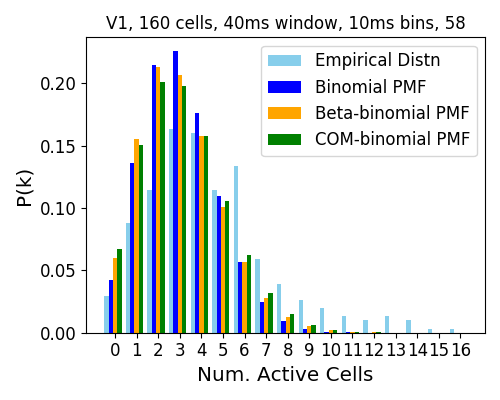 V1, 160 cells, 40ms window, 10ms bins, 58
Empirical Distn
Binomial PMF
Beta-binomial PMF
COM-binomial PMF
P(k)
0.20
0.15
0.10
0.05
0.00
0 1 2 3 4 5 6 7 8 9 10 11 12 13 14 15 16
Num. Active Cells